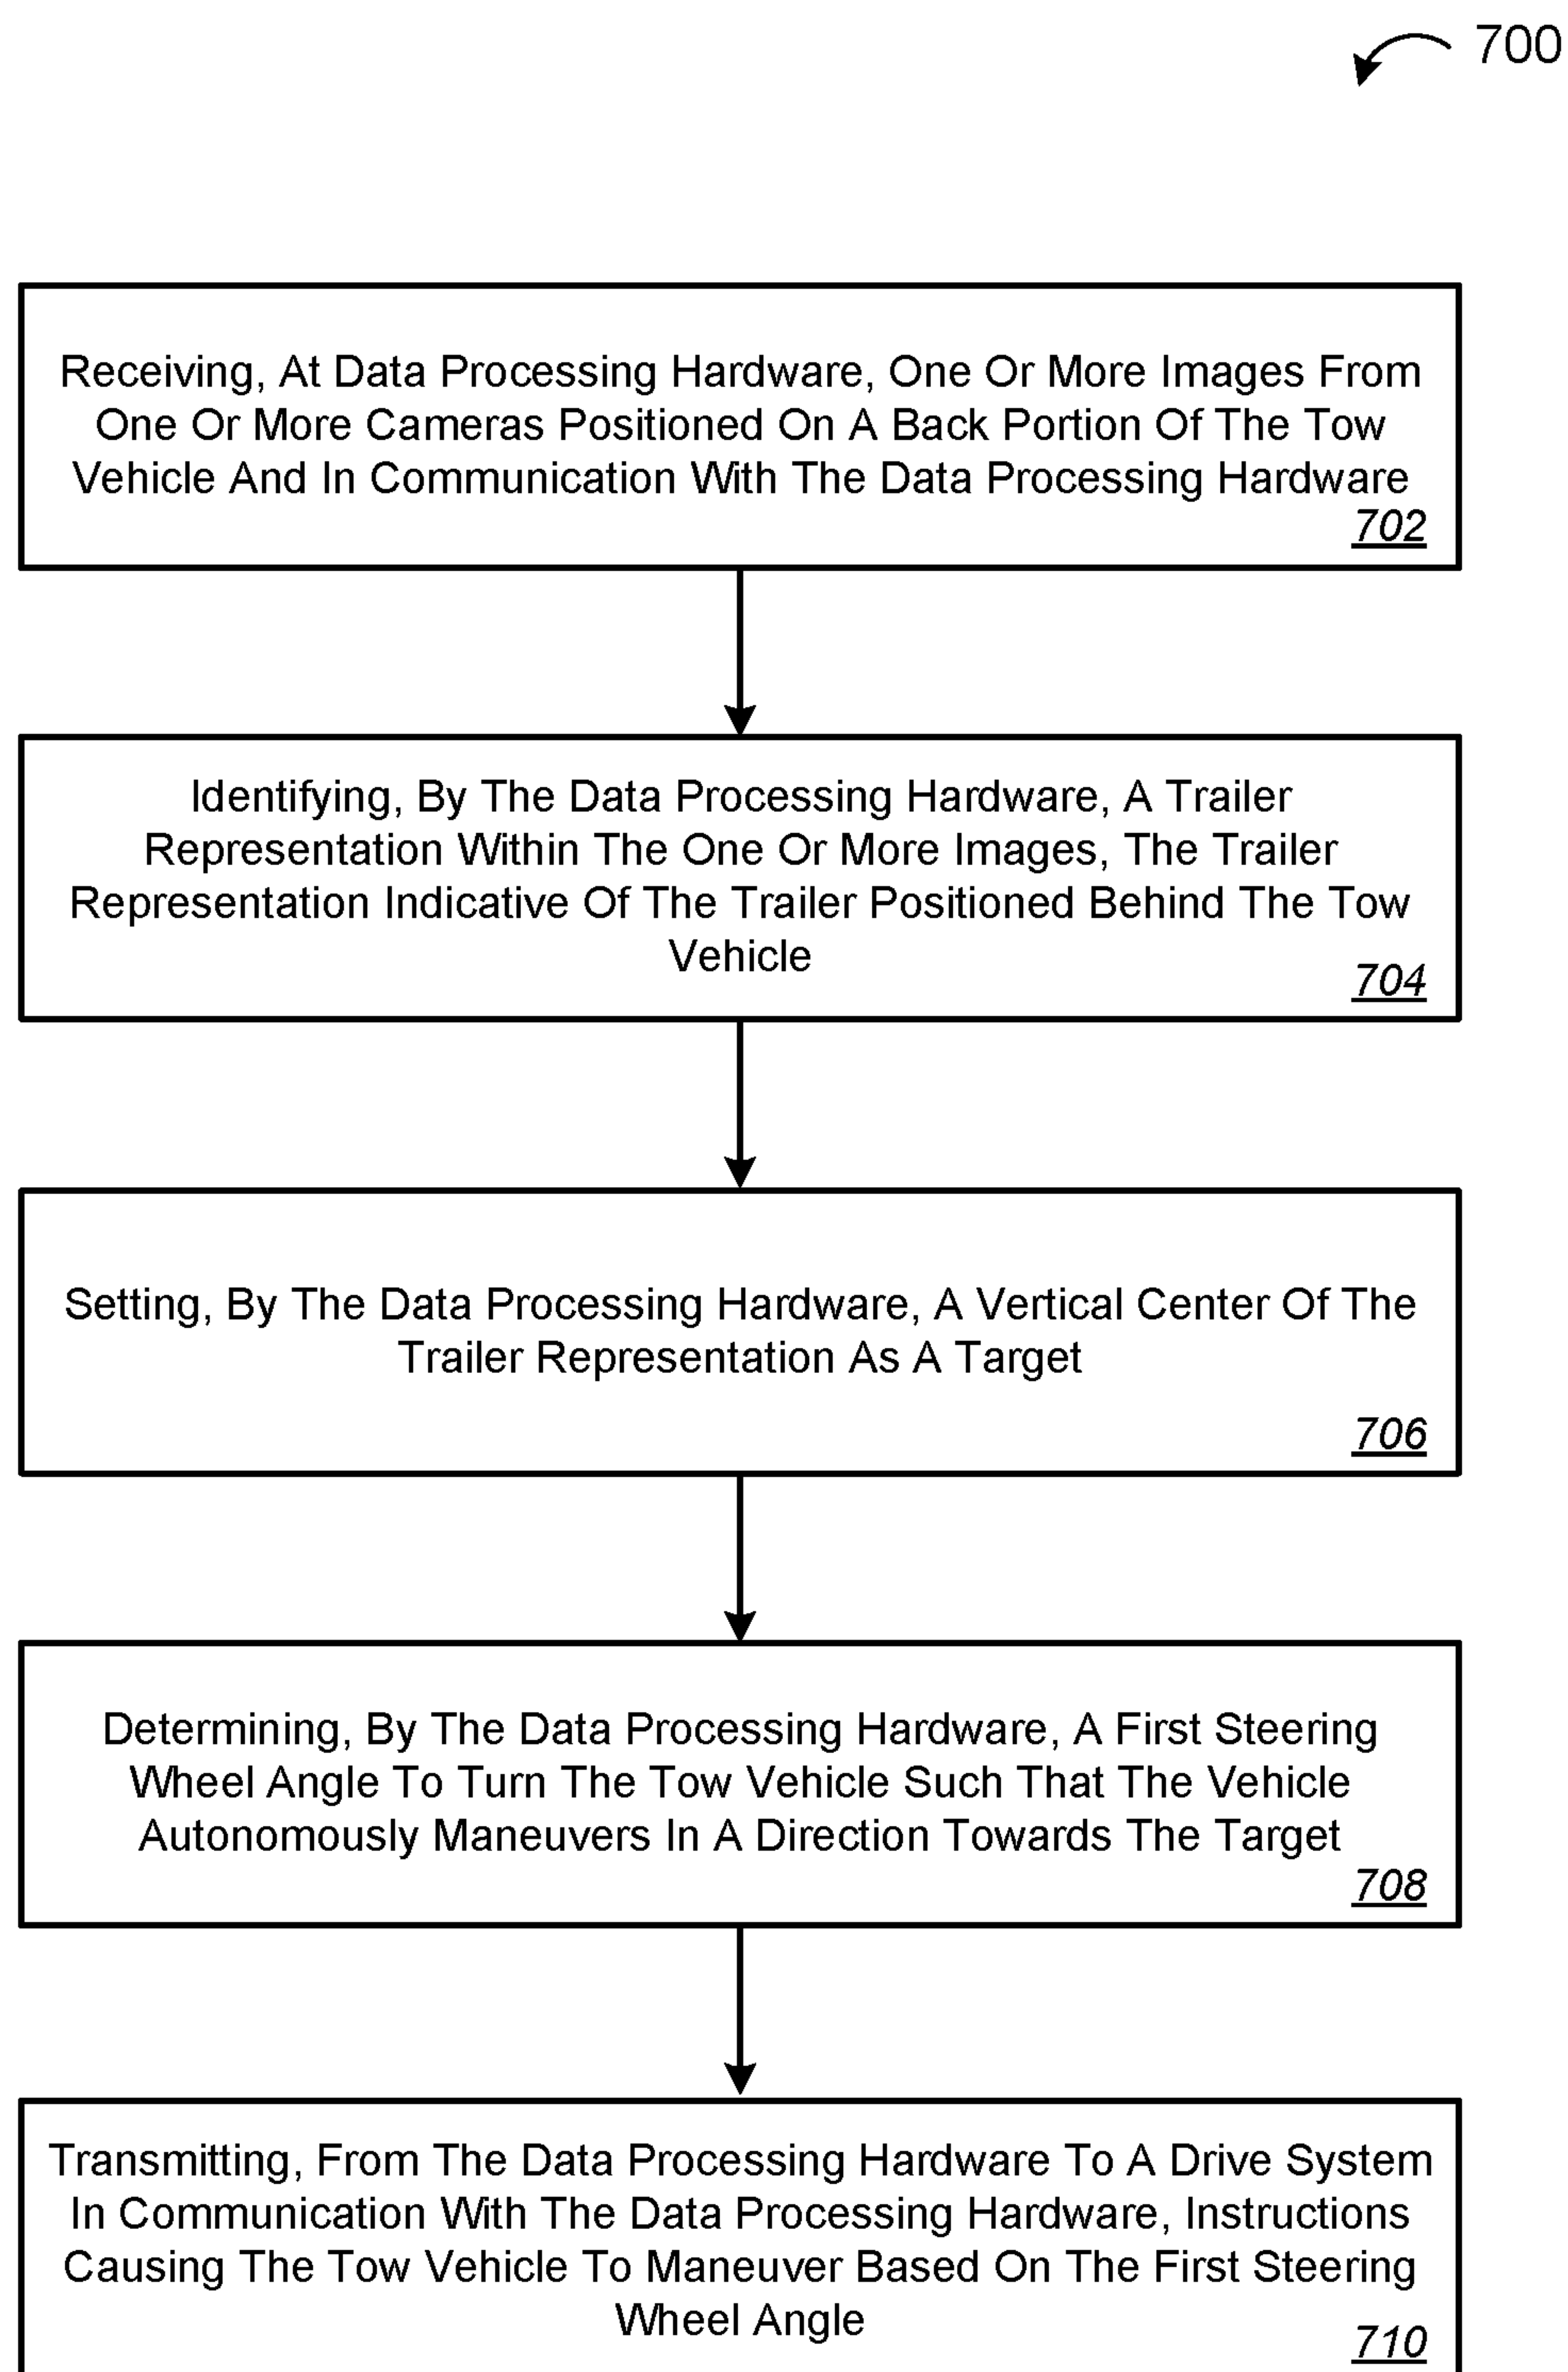 700
Receiving, At Data Processing Hardware, One Or More Images From
One Or More Cameras Positioned On A Back Portion Of The Tow
Vehicle And In Communication With The Data Processing Hardware
702
Identifying, By The Data Processing Hardware, A Trailer
Representation Within The One Or More Images, The Trailer
Representation Indicative Of The Trailer Positioned Behind The Tow
Vehicle
704
Setting, By The Data Processing Hardware, A Vertical Center Of The
Trailer Representation As A Target
706
Determining, By The Data Processing Hardware, A First Steering
Wheel Angle To Turn The Tow Vehicle Such That The Vehicle
Autonomously Maneuvers In A Direction Towards The Target
708
Transmitting, From The Data Processing Hardware To A Drive System
In Communication With The Data Processing Hardware, Instructions
Causing The Tow Vehicle To Maneuver Based On The First Steering
Wheel Angle
710